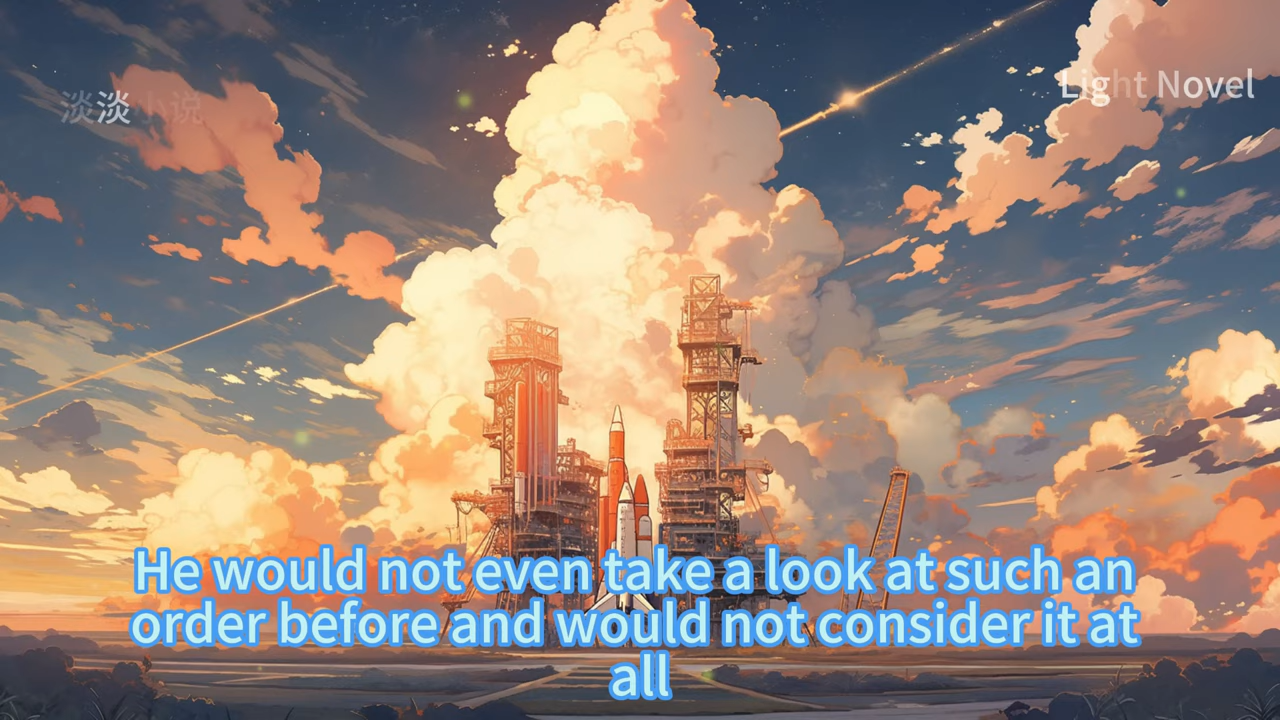 淡淡小说
Light Novel
He would not even take a look at such an
order before and would not consider it at
all